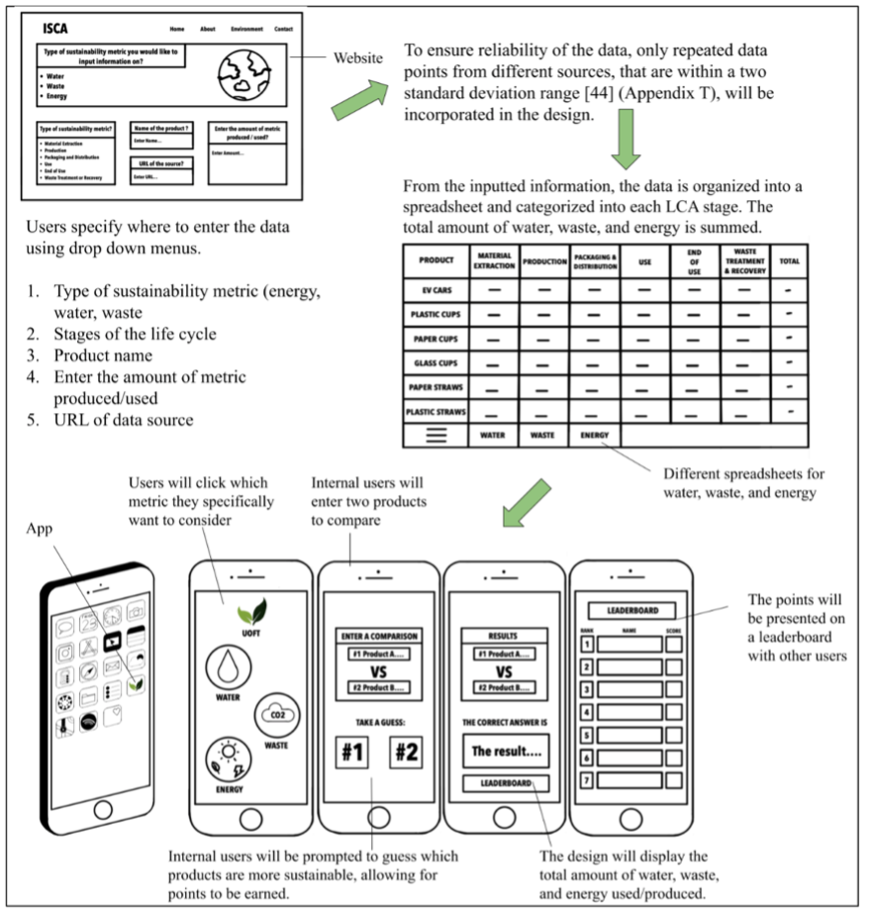 ISCA
Home About Environment Contact
Type of sustainability metric you would like to
input information on?
• Water
• Waste
• Energy
Type of sustainability metric?
• Material Extraction
• Production
• Packaging and Distribution
• Use
• End of Use
• Waste Treatment or Recovery
Name of the product ?
Enter Name...
URL of the source?
Enter URL...
Enter the amount of metric
produced / used?
Enter Amount...
Website
To ensure reliability of the data, only repeated data
points from different sources, that are within a two
standard deviation range [44] (Appendix T), will be
incorporated in the design.
Users specify where to enter the data
using drop down menus.
1. Type of sustainability metric (energy,
water, waste
2. Stages of the life cycle
3. Product name
4. Enter the amount of metric
produced/used
5. URL of data source
From the inputted information, the data is organized into a
spreadsheet and categorized into each LCA stage. The
total amount of water, waste, and energy is summed.
PRODUCT MATERIAL EXTRACTION PRODUCTION PACKAGING & DISTRIBUTION USE END OF USE WASTE TREATMENT & RECOVERY TOTAL
EV CARS — — — — — — -
PLASTIC CUPS — — — — — — -
PAPER CUPS — — — — — — -
GLASS CUPS — — — — — — -
PAPER STRAWS — — — — — — -
PLASTIC STRAWS — — — — — — -
WATER WASTE ENERGY
Different spreadsheets for
water, waste, and energy
App
Users will click which
metric they specifically
want to consider
Internal users will
enter two products
to compare
UOFT
WATER
CO2
WASTE
ENERGY
ENTER A COMPARISON
#1 Product A....
VS
#2 Product B....
TAKE A GUESS:
#1 #2
RESULTS
#1 Product A....
VS
#2 Product B....
THE CORRECT ANSWER IS
The result....
LEADERBOARD
LEADERBOARD
RANK NAME SCORE
1
2
3
4
5
6
7
The points will
be presented on
a leaderboard
with other users
Internal users will be prompted to guess which
products are more sustainable, allowing for
points to be earned.
The design will display the
total amount of water, waste,
and energy used/produced.